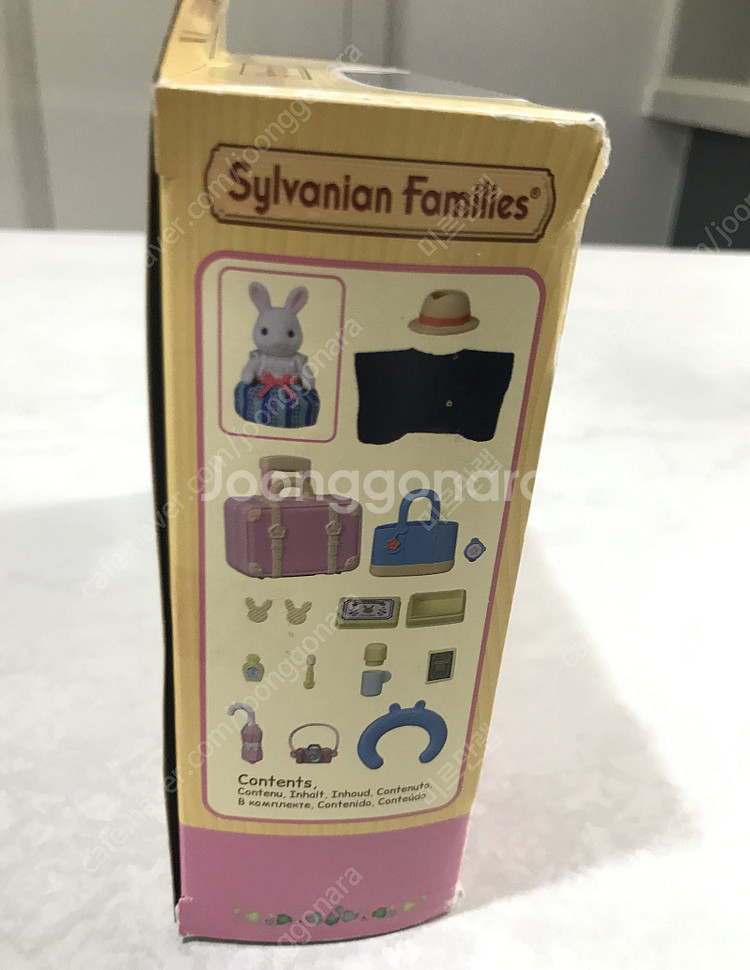 Sylvanian Families®
Joonggonara
Contents,
Contenu, Inhalt, Inhoud, Contenuto,
В комплекте, Contenido, Conteúdo